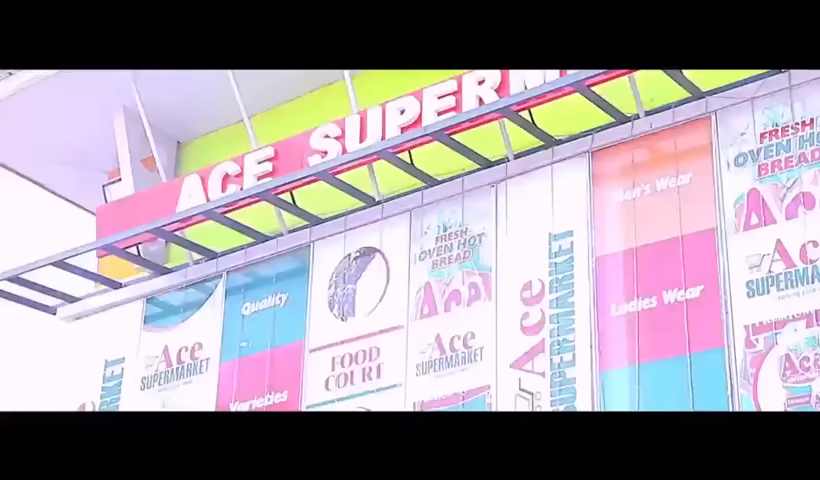 ACE SUPERM
FRESH
OVEN HOT
BREAD
Ace
SUPERMARKET
Quality
Varieties
FOOD
COURT
FRESH
OVEN HOT
BREAD
Ace
Ace
SUPERMARKET
Ace
SUPERMARKET
Men's Wear
Ladies Wear
Ace
SUPERMARKET
Ace